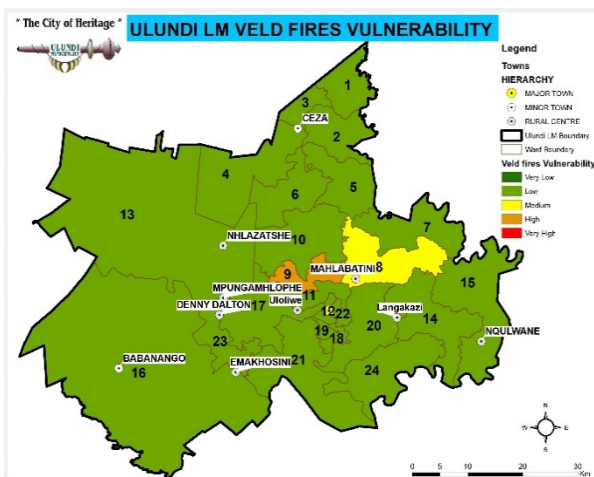 " The City of Heritage "
ULUNDI
MUNICIPALITY
ULUNDI LM VELD FIRES VULNERABILITY
Legend
Towns
HIERARCHY
MAJOR TOWN
MINOR TOWN
RURAL CENTRE
Ulundi LM Boundary
Ward Boundary
Veld fires Vulnerability
Very Low
Low
Medium
High
Very High
1
3
CEZA
2
4
6
5
13
7
10
NHLAZATSHE
9
MAHLABATINI
8
15
MPUNGAMHLOPHE
11
DENNY DALTON
17
Uloliwe
12
22
Langakazi
14
19
20
18
NQULWANE
23
BABANANGO
16
EMAKHOSINI
21
24
N
W
E
S
0
5
10
20
30
Km